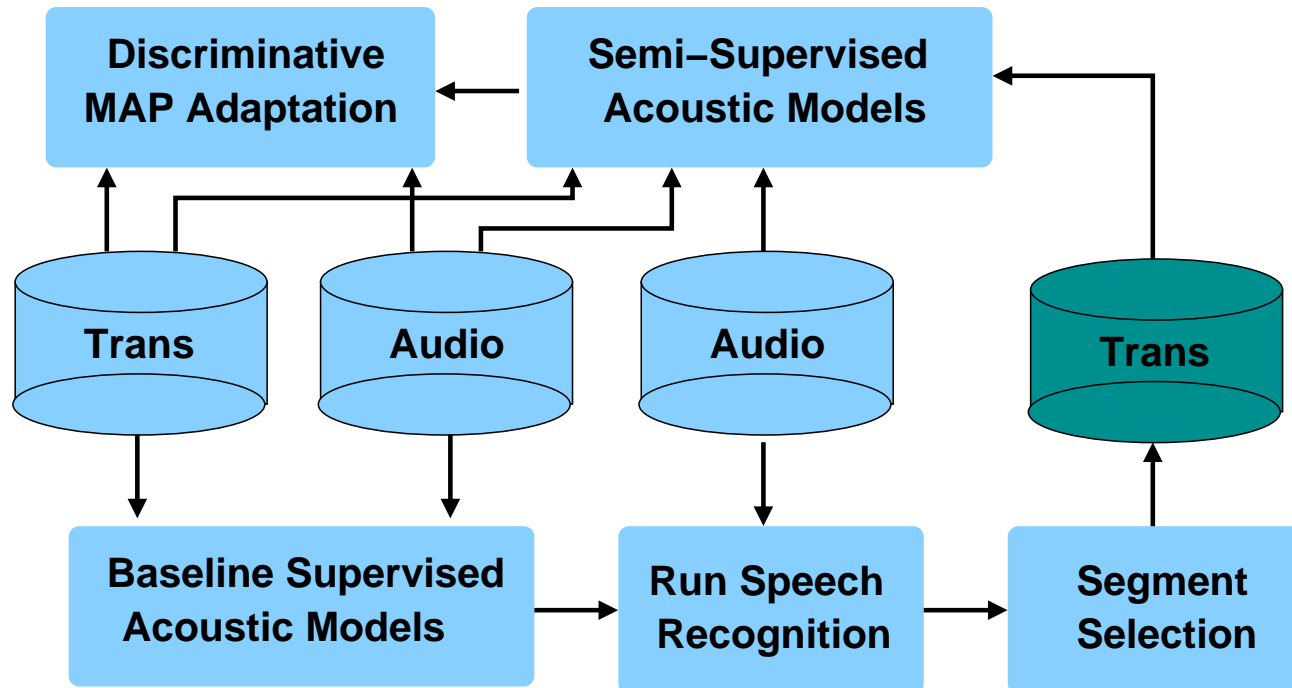 Discriminative
MAP Adaptation
Semi–Supervised
Acoustic Models
Trans
Audio
Audio
Trans
Baseline Supervised
Acoustic Models
Run Speech
Recognition
Segment
Selection